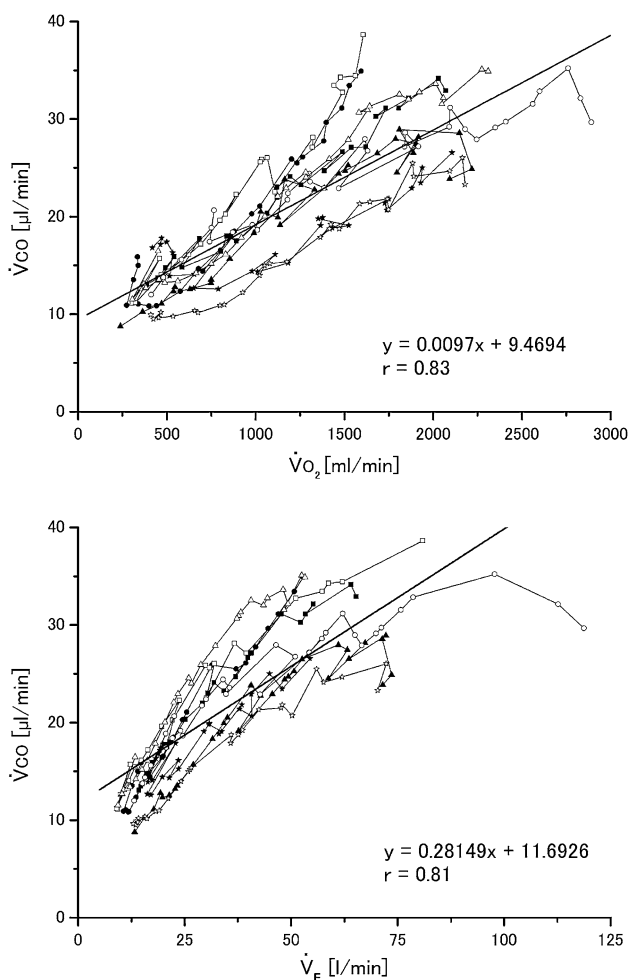 40
30
20
10
0
V̇CO [μl/min]
y = 0.0097x + 9.4694
r = 0.83
0 500 1000 1500 2000 2500 3000
V̇O₂ [ml/min]
40
30
20
10
0
V̇CO [μl/min]
y = 0.28149x + 11.6926
r = 0.81
0 25 50 75 100 125
V̇E [l/min]